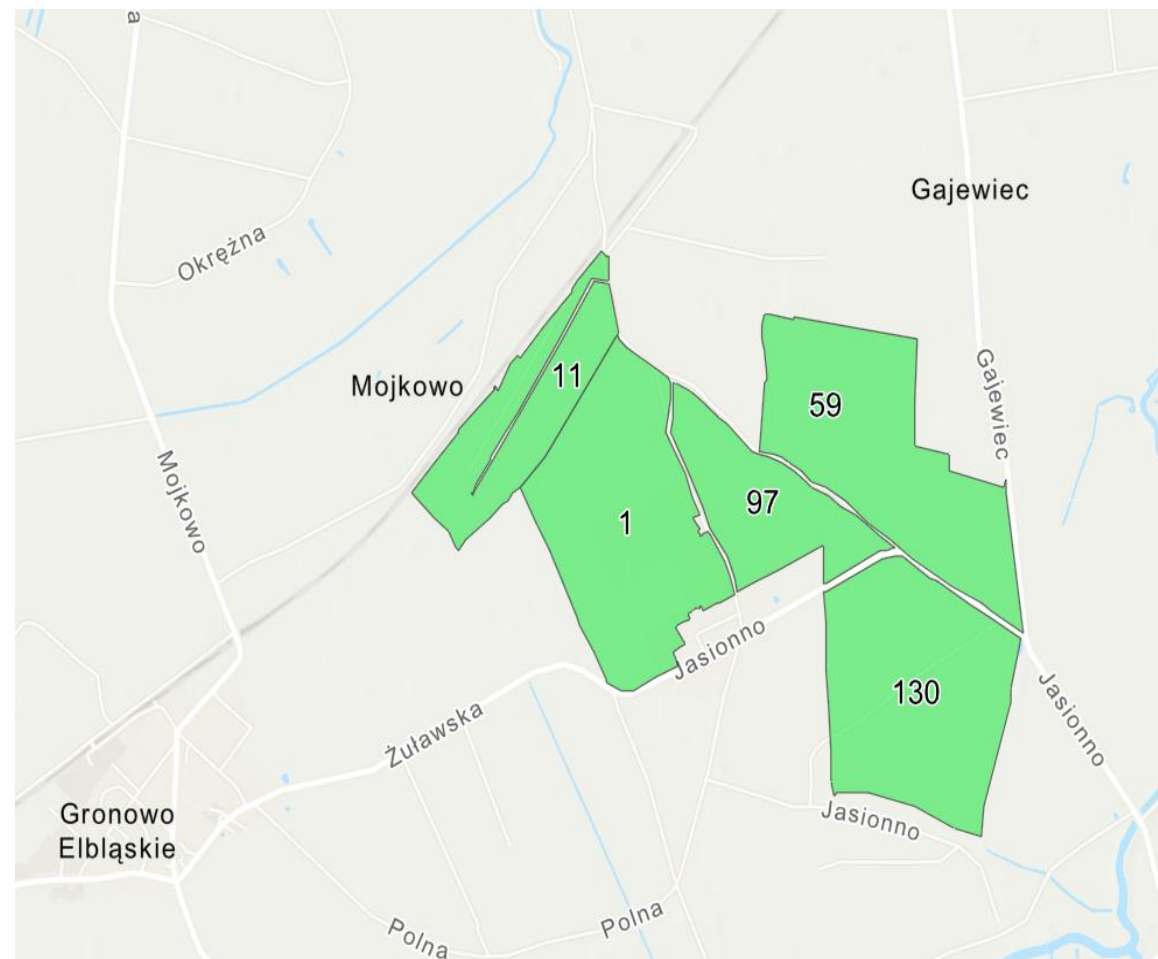 a
Okrężna
Gajewiec
Mojkowo
11
59
Gajewiec
Mojkowo
1
97
Jasionno
130
Jasionno
Żuławska
Gronowo
Elbląskie
Jasionno
Polna
Polna